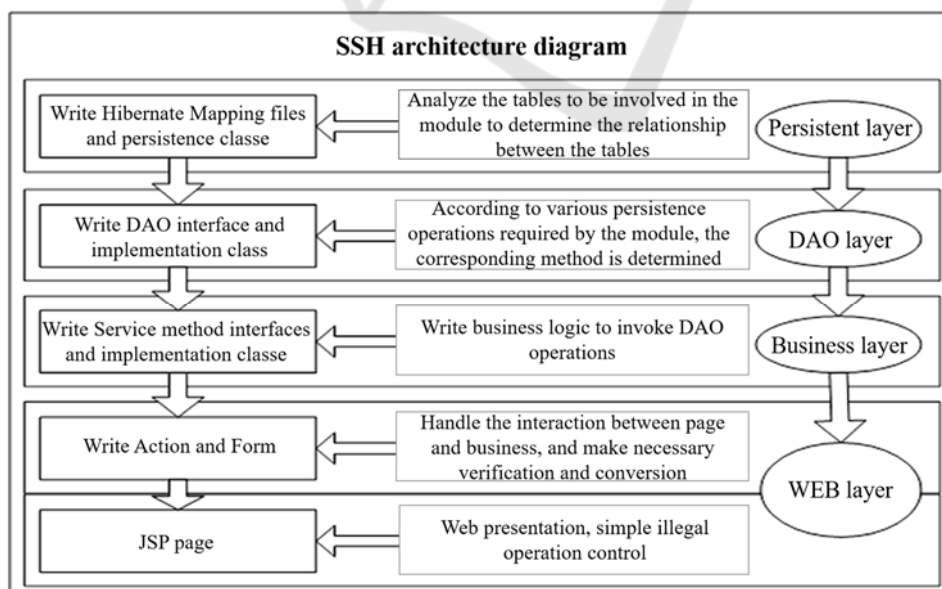 SSH architecture diagram
Write Hibernate Mapping files
and persistence classe
Analyze the tables to be involved in the
module to determine the relationship
between the tables
Persistent layer
Write DAO interface and
implementation class
According to various persistence
operations required by the module, the
corresponding method is determined
DAO layer
Write Service method interfaces
and implementation classe
Write business logic to invoke DAO
operations
Business layer
Write Action and Form
Handle the interaction between page
and business, and make necessary
verification and conversion
WEB layer
JSP page
Web presentation, simple illegal
operation control